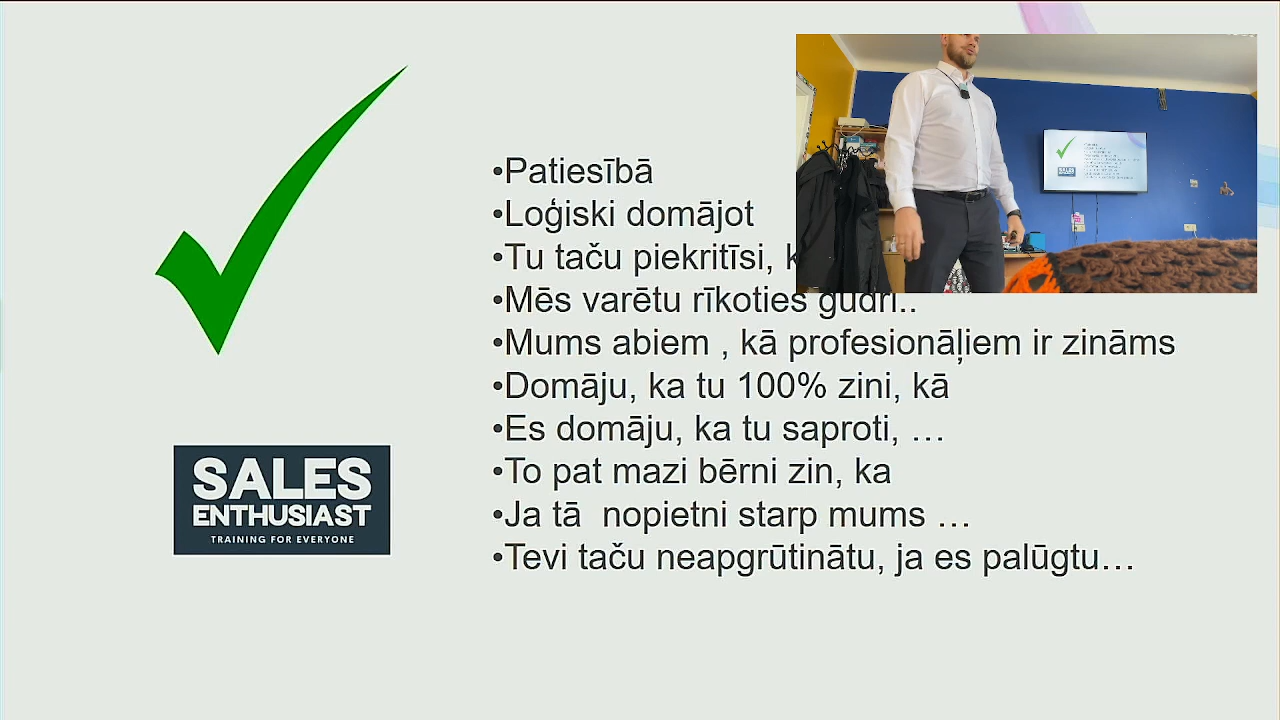 •Patiesībā
•Loģiski domājot
•Tu taču piekritīsi,
•Mēs varētu rīkoties gudri..
•Mums abiem , kā profesionāļiem ir zināms
•Domāju, ka tu 100% zini, kā
•Es domāju, ka tu saproti, …
•To pat mazi bērni zin, ka
•Ja tā  nopietni starp mums …
•Tevi taču neapgrūtinātu, ja es palūgtu…
SALES
ENTHUSIAST
TRAINING FOR EVERYONE